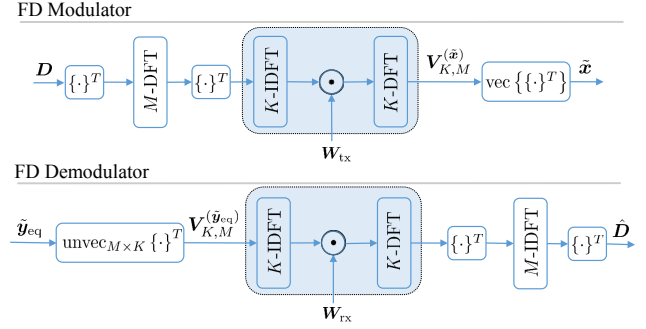 FD Modulator
D {·}^T M-DFT {·}^T K-IDFT ⊙ K-DFT V_{K,M}^{(x̃)} vec {{·}^T} x̃
W_tx
FD Demodulator
ỹ_eq unvec_{M×K} {·}^T V_{K,M}^{(ỹ_eq)} K-IDFT ⊙ K-DFT {·}^T M-IDFT {·}^T D̂
W_rx